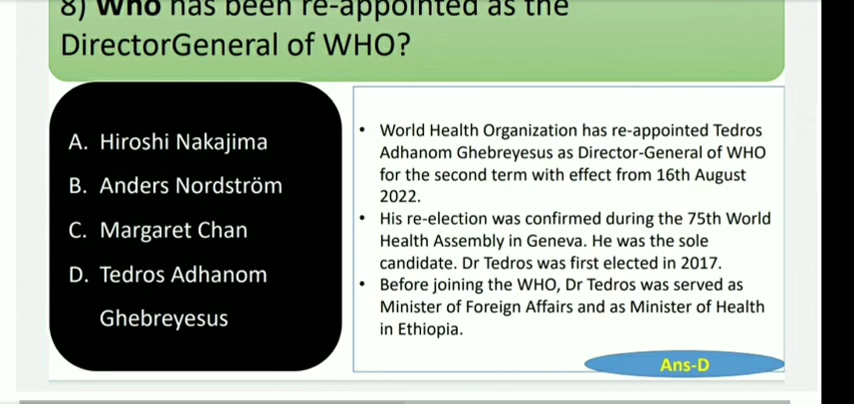 8) Who has been re-appointed as the
DirectorGeneral of WHO?
A. Hiroshi Nakajima
B. Anders Nordström
C. Margaret Chan
D. Tedros Adhanom
Ghebreyesus
• World Health Organization has re-appointed Tedros
Adhanom Ghebreyesus as Director-General of WHO
for the second term with effect from 16th August
2022.
• His re-election was confirmed during the 75th World
Health Assembly in Geneva. He was the sole
candidate. Dr Tedros was first elected in 2017.
• Before joining the WHO, Dr Tedros was served as
Minister of Foreign Affairs and as Minister of Health
in Ethiopia.
Ans-D